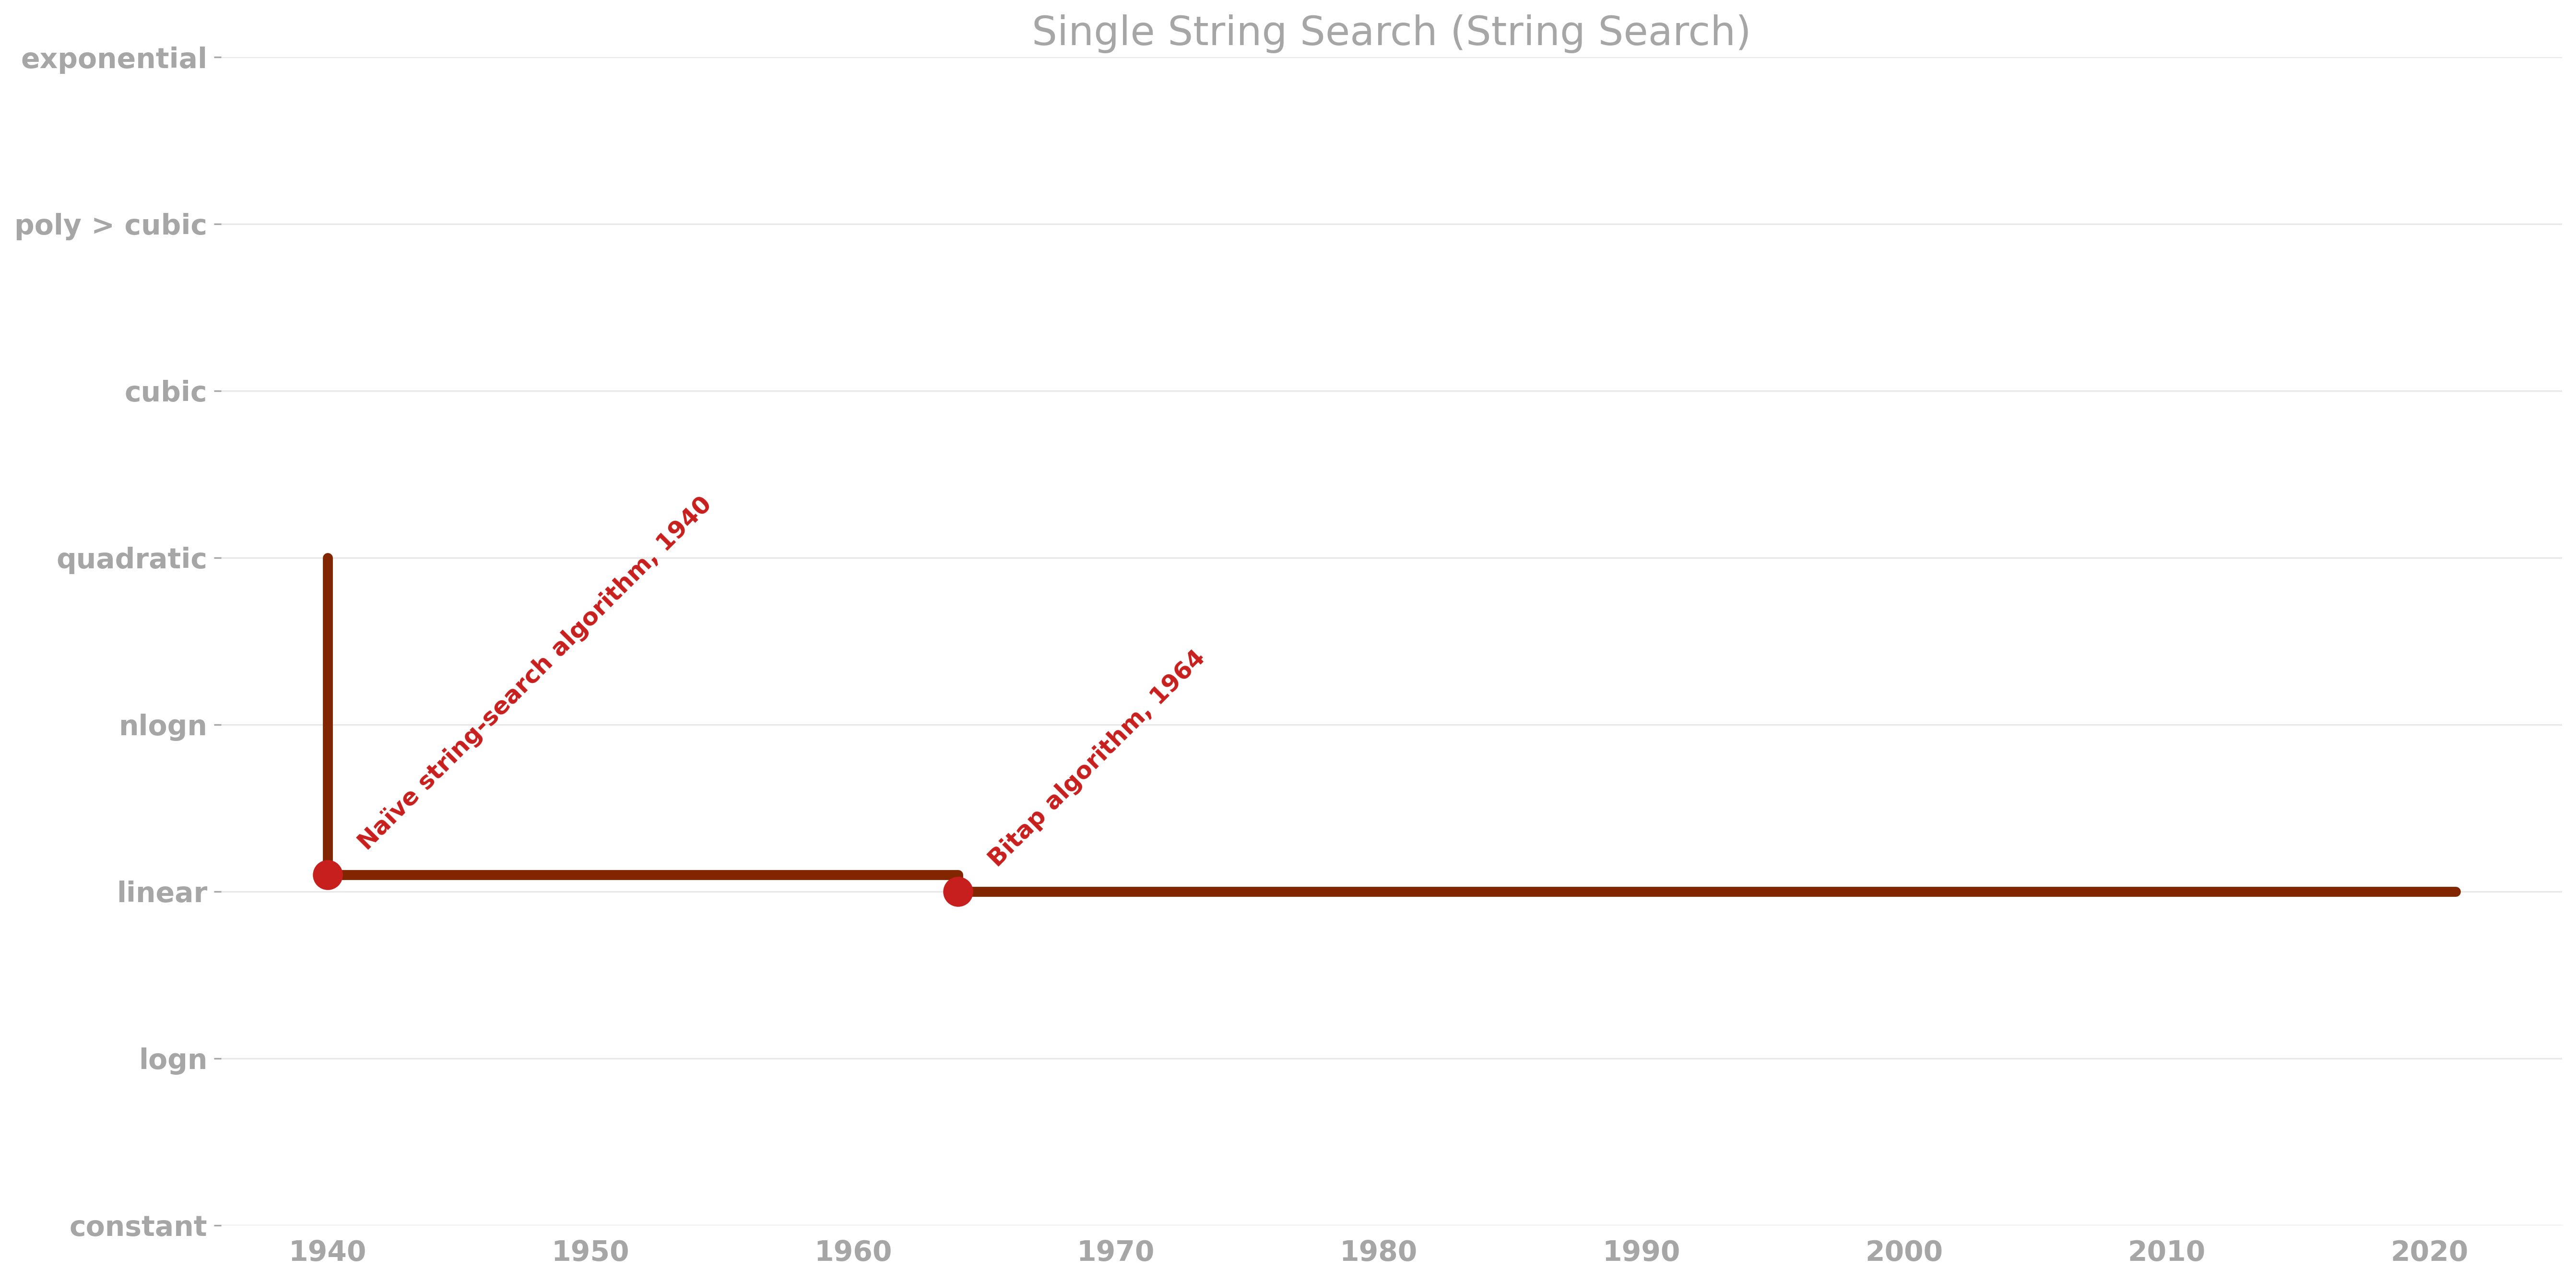 Single String Search (String Search)
exponential
poly > cubic
cubic
quadratic
nlogn
linear
logn
constant
Naïve string-search algorithm, 1940
Bitap algorithm, 1964
1940 1950 1960 1970 1980 1990 2000 2010 2020